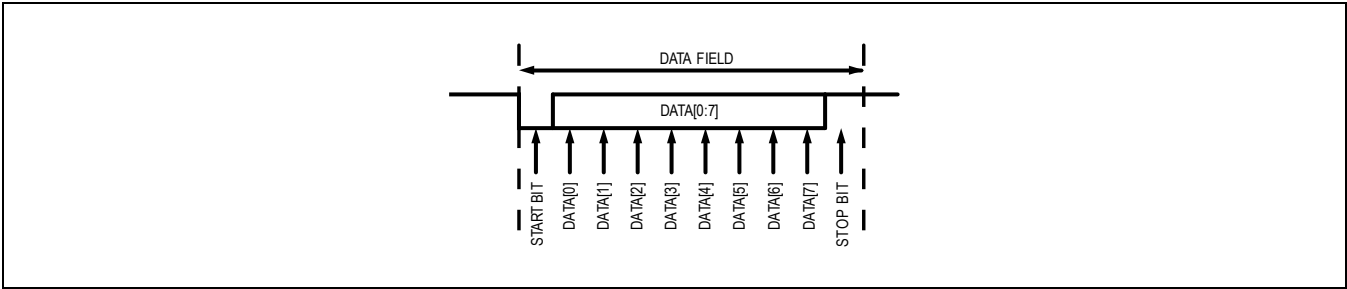 DATA FIELD
DATA[0:7]
START BIT
DATA[0]
DATA[1]
DATA[2]
DATA[3]
DATA[4]
DATA[5]
DATA[6]
DATA[7]
STOP BIT